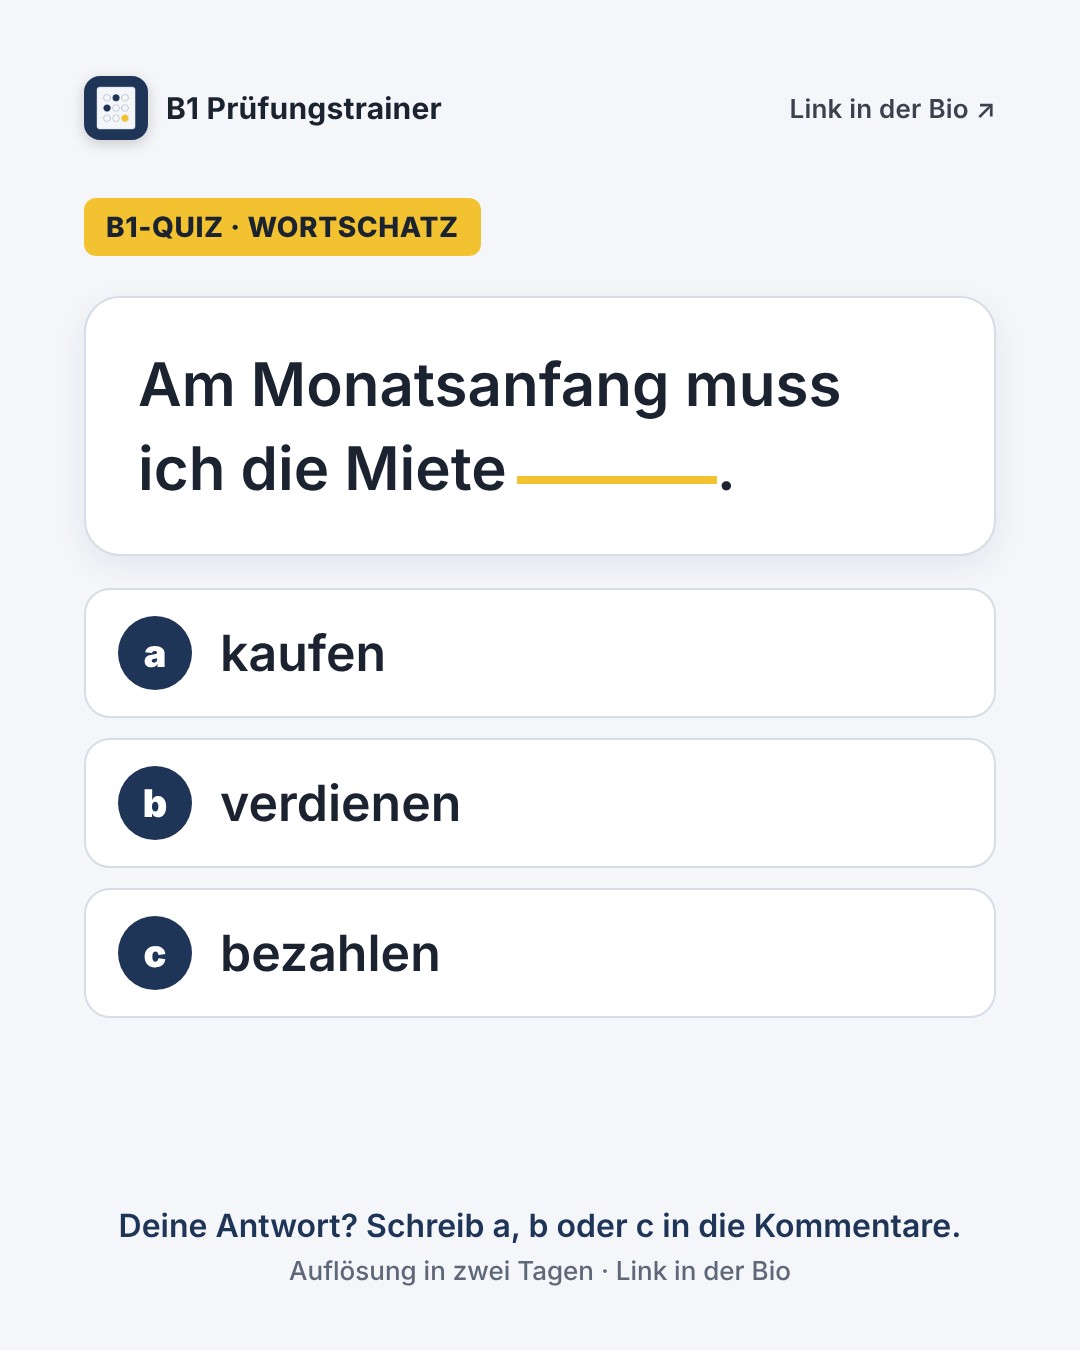 B1 Prüfungstrainer
Link in der Bio ↗
B1-QUIZ · WORTSCHATZ
Am Monatsanfang muss
ich die Miete ______.
a kaufen
b verdienen
c bezahlen
Deine Antwort? Schreib a, b oder c in die Kommentare.
Auflösung in zwei Tagen · Link in der Bio